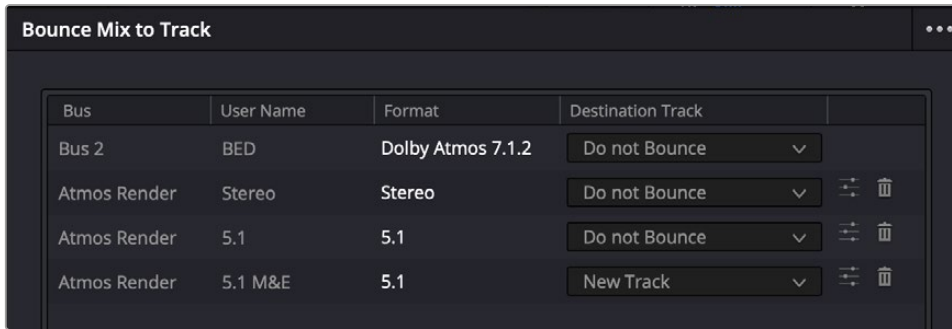 Bounce Mix to Track
Bus User Name Format Destination Track
Bus 2 BED Dolby Atmos 7.1.2 Do not Bounce
Atmos Render Stereo Stereo Do not Bounce
Atmos Render 5.1 5.1 Do not Bounce
Atmos Render 5.1 M&E 5.1 New Track